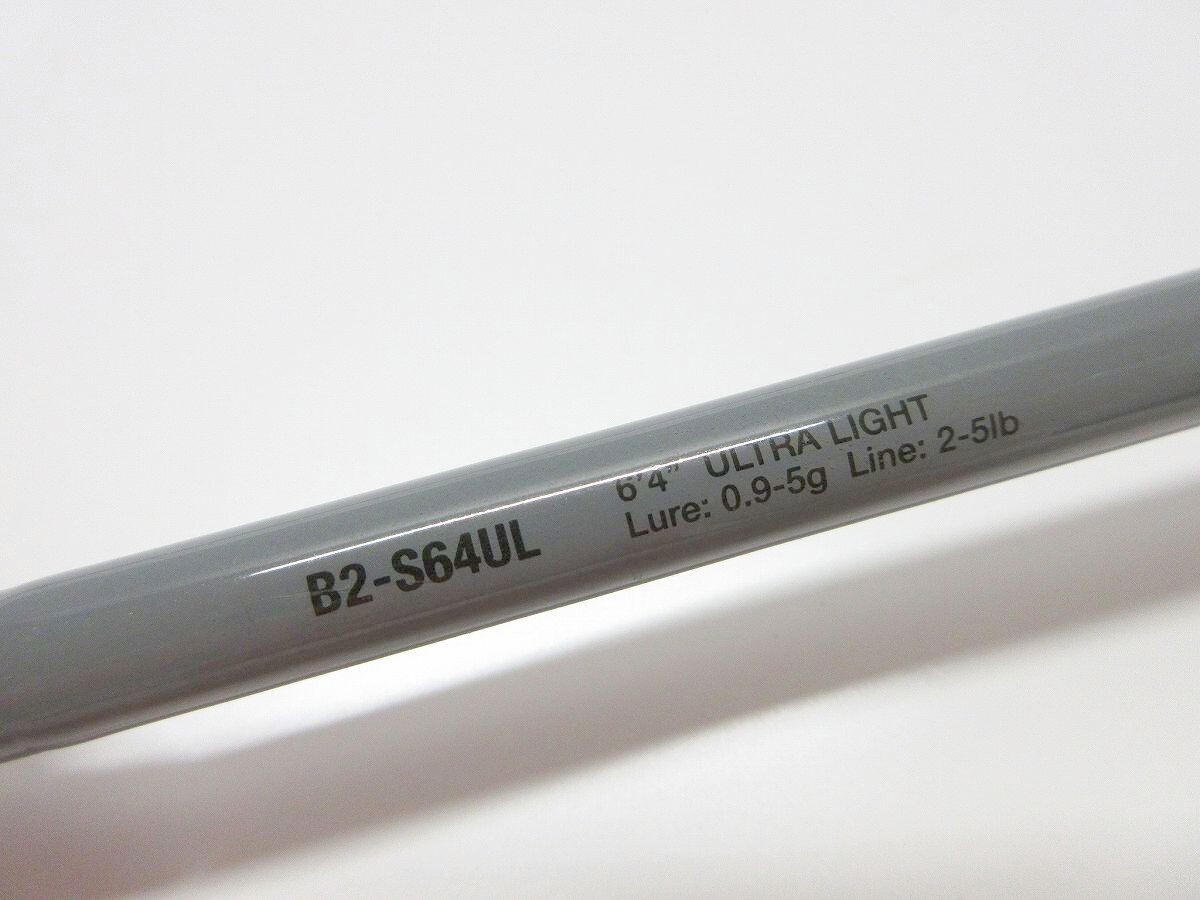 B2-S64UL
6’4” ULTRA LIGHT
Lure: 0.9-5g Line: 2-5lb